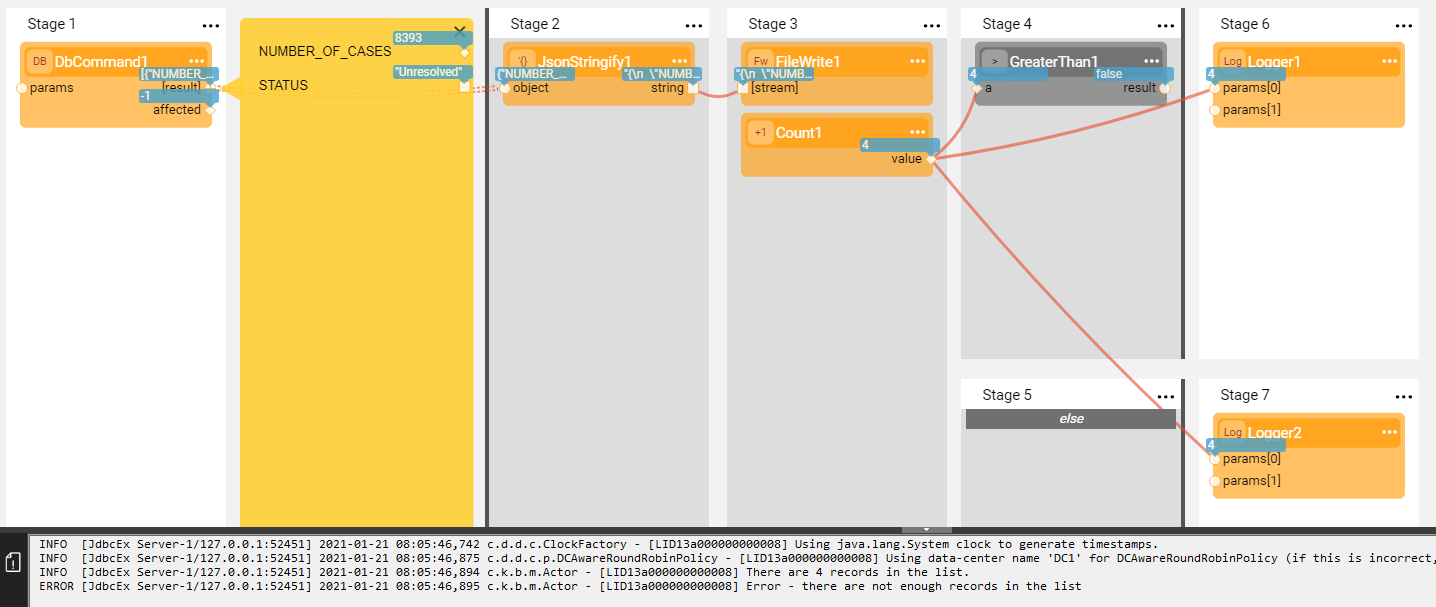 Stage 1
DB DbCommand1
[{"NUMBER_...
params
[result]
-1
affected
8393
NUMBER_OF_CASES
"Unresolved"
STATUS
Stage 2
'{} JsonStringify1
{"NUMBER_...
"{\n \"NUMB...
object
string
Stage 3
Fw FileWrite1
"{\n \"NUMB...
[stream]
+1 Count1
4
value
Stage 4
> GreaterThan1
4
false
a
result
Stage 5
else
Stage 6
Log Logger1
4
params[0]
params[1]
Stage 7
Log Logger2
4
params[0]
params[1]
INFO [JdbcEx Server-1/127.0.0.1:52451] 2021-01-21 08:05:46,742 c.d.d.c.ClockFactory - [LID13a000000000008] Using java.lang.System clock to generate timestamps.
INFO [JdbcEx Server-1/127.0.0.1:52451] 2021-01-21 08:05:46,875 c.d.d.c.p.DCAwareRoundRobinPolicy - [LID13a000000000008] Using data-center name 'DC1' for DCAwareRoundRobinPolicy (if this is incorrect,
INFO [JdbcEx Server-1/127.0.0.1:52451] 2021-01-21 08:05:46,894 c.k.b.m.Actor - [LID13a000000000008] There are 4 records in the list.
ERROR [JdbcEx Server-1/127.0.0.1:52451] 2021-01-21 08:05:46,895 c.k.b.m.Actor - [LID13a000000000008] Error - there are not enough records in the list